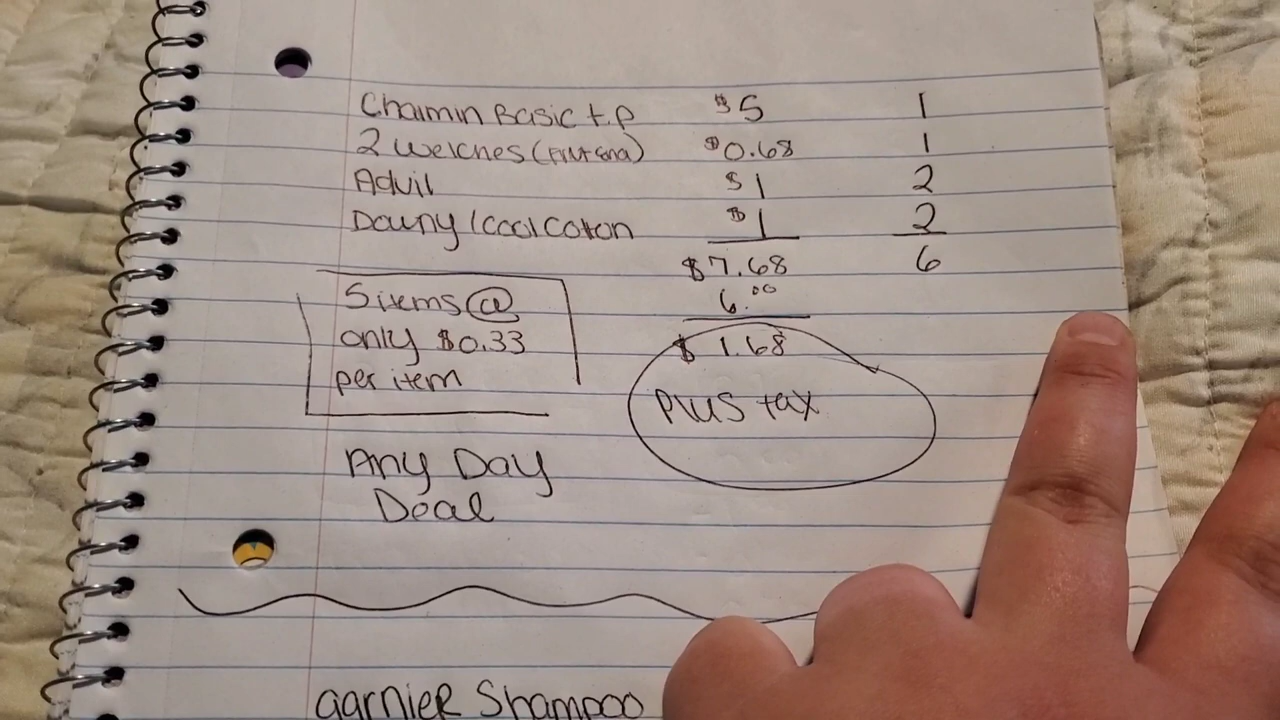 Charmin Basic t.p $5 1
2 welches (fruit sna) $0.68 1
Advil $1 2
Downy / Cool Coton $1 2
$7.68 6
6.00
$ 1.68
Plus tax
5 items @
only $0.33
per item
Any Day
Deal
garnier Shampoo